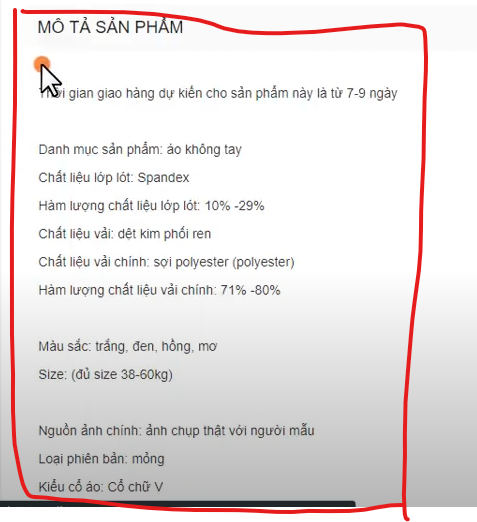 MÔ TẢ SẢN PHẨM
Thời gian giao hàng dự kiến cho sản phẩm này là từ 7-9 ngày
Danh mục sản phẩm: áo không tay
Chất liệu lớp lót: Spandex
Hàm lượng chất liệu lớp lót: 10% -29%
Chất liệu vải: dệt kim phối ren
Chất liệu vải chính: sợi polyester (polyester)
Hàm lượng chất liệu vải chính: 71% -80%
Màu sắc: trắng, đen, hồng, mơ
Size: (đủ size 38-60kg)
Nguồn ảnh chính: ảnh chụp thật với người mẫu
Loại phiên bản: mỏng
Kiểu cổ áo: Cổ chữ V